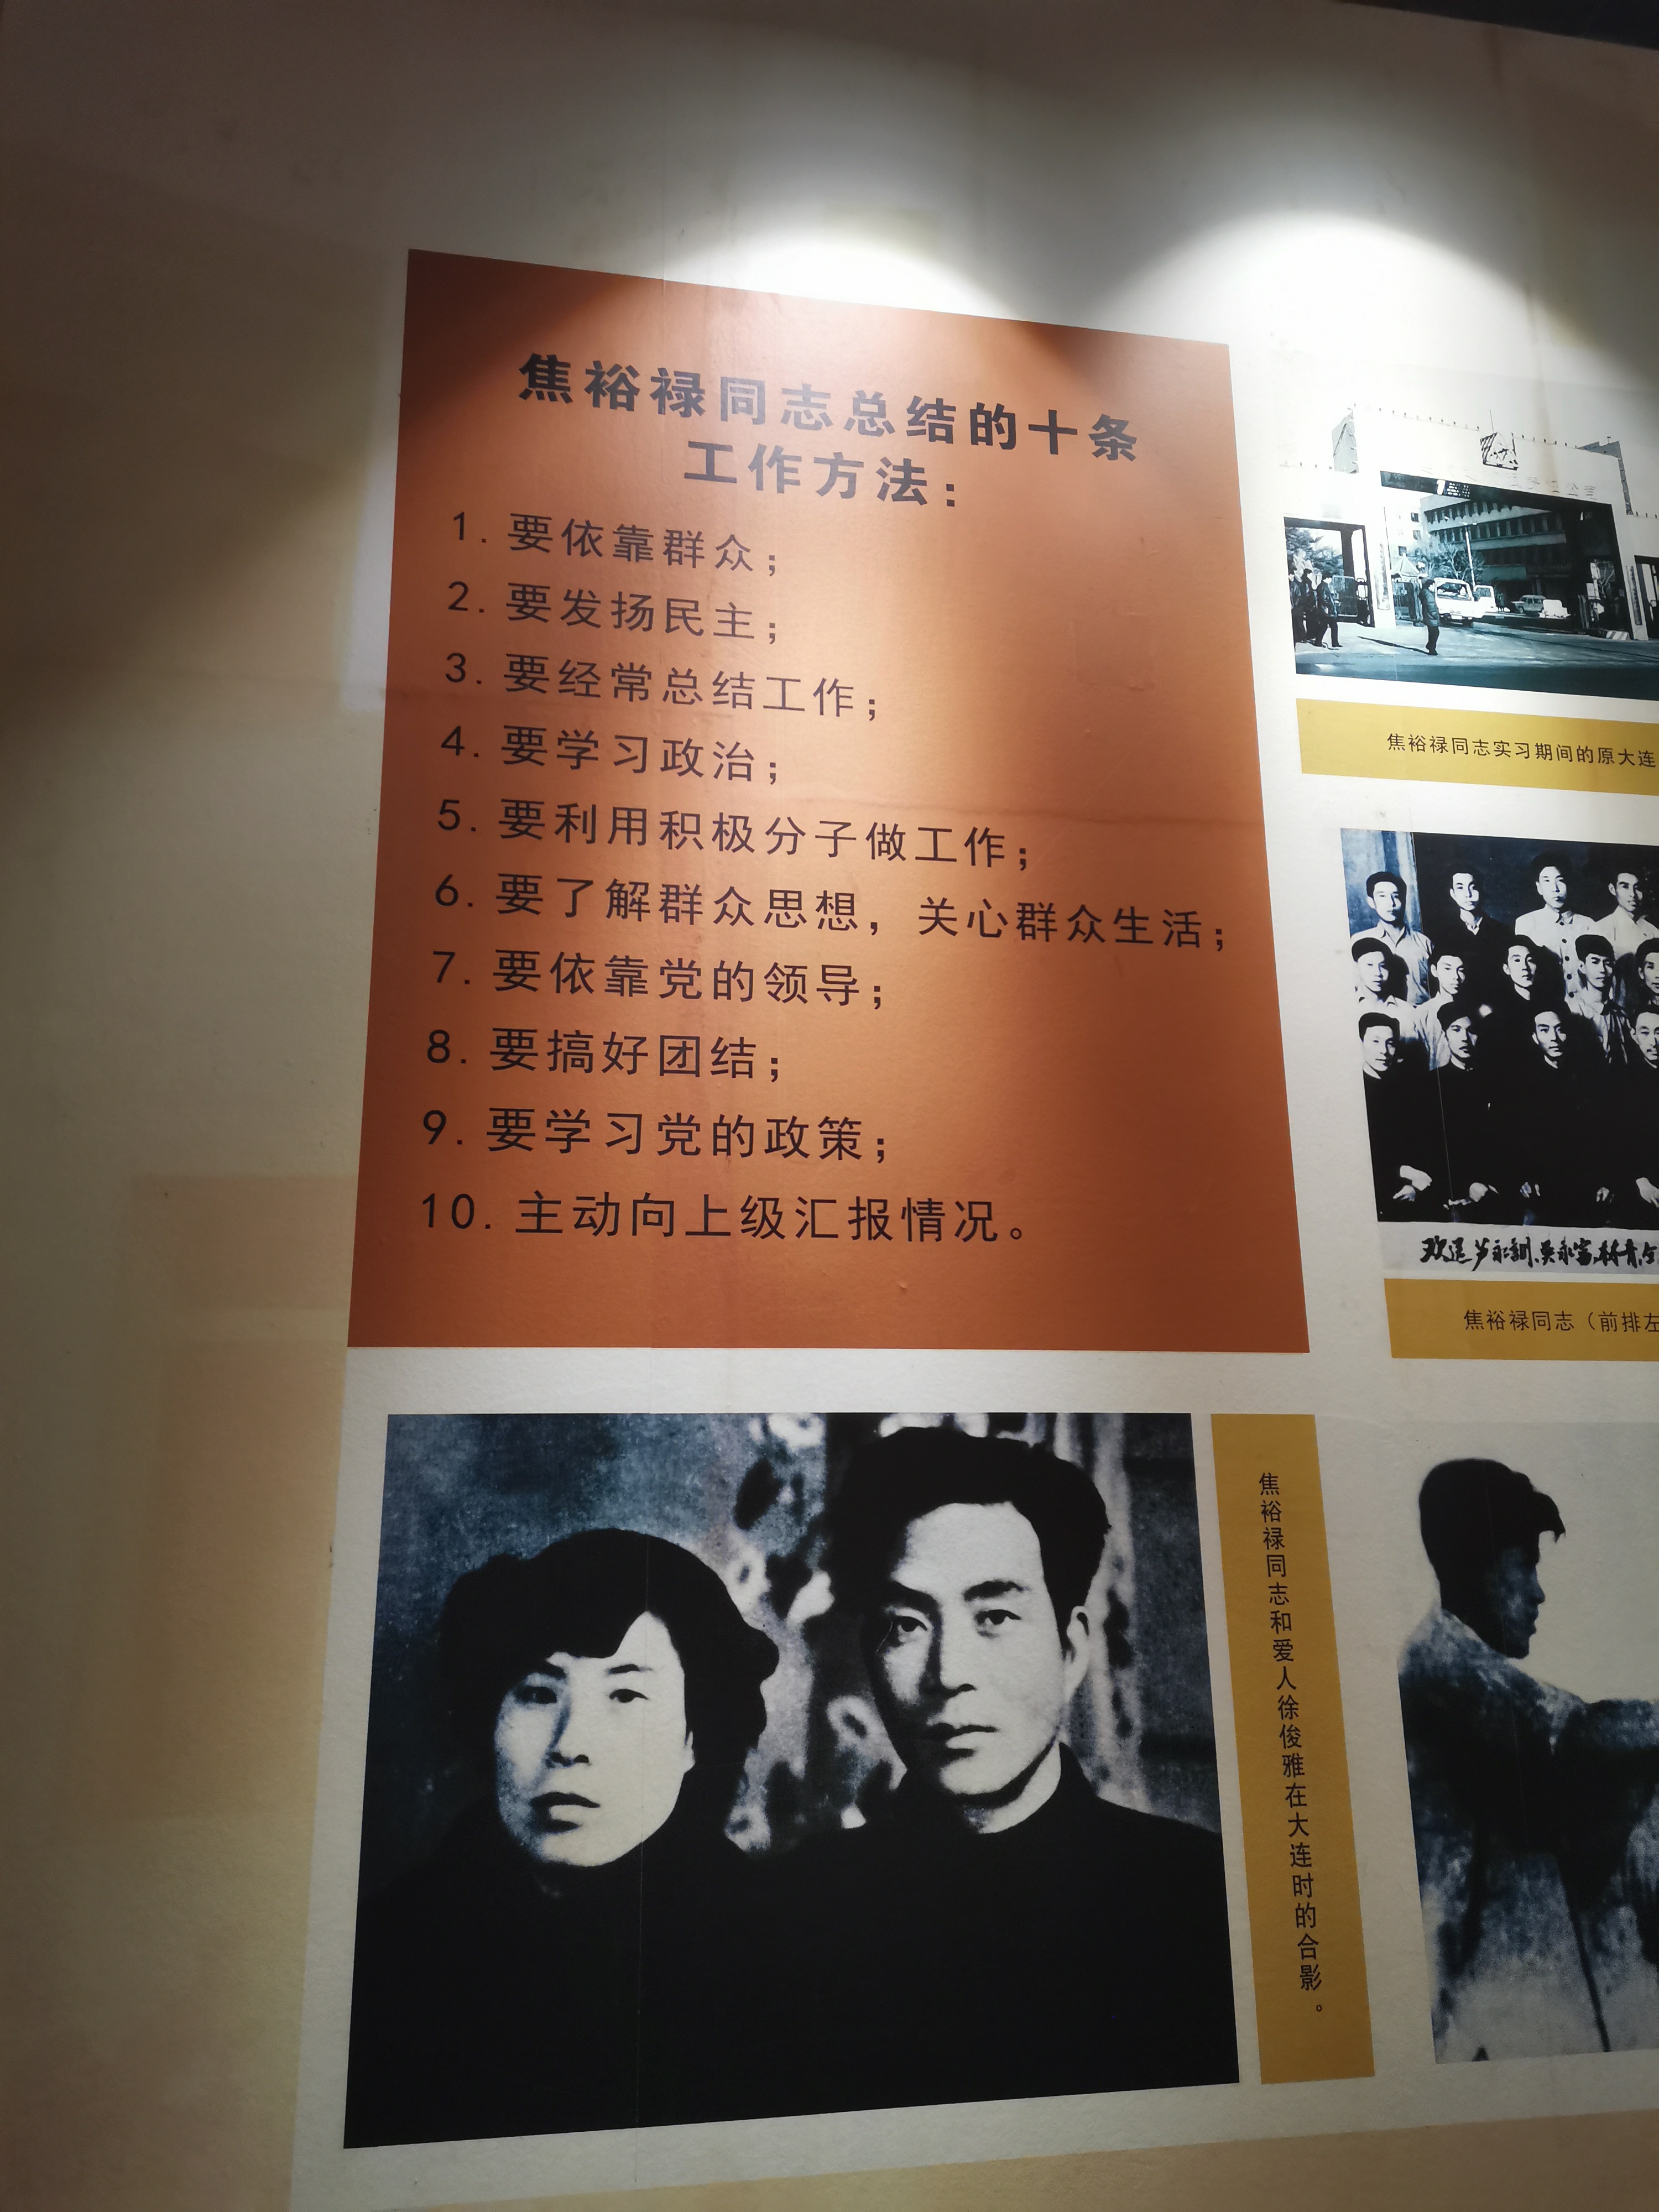 焦裕禄同志总结的十条
工作方法：
1. 要依靠群众；
2. 要发扬民主；
3. 要经常总结工作；
4. 要学习政治；
5. 要利用积极分子做工作；
6. 要了解群众思想，关心群众生活；
7. 要依靠党的领导；
8. 要搞好团结；
9. 要学习党的政策；
10. 主动向上级汇报情况。
焦裕禄同志实习期间的原大连
焦裕禄同志（前排左
焦裕禄同志和爱人徐俊雅在大连时的合影。